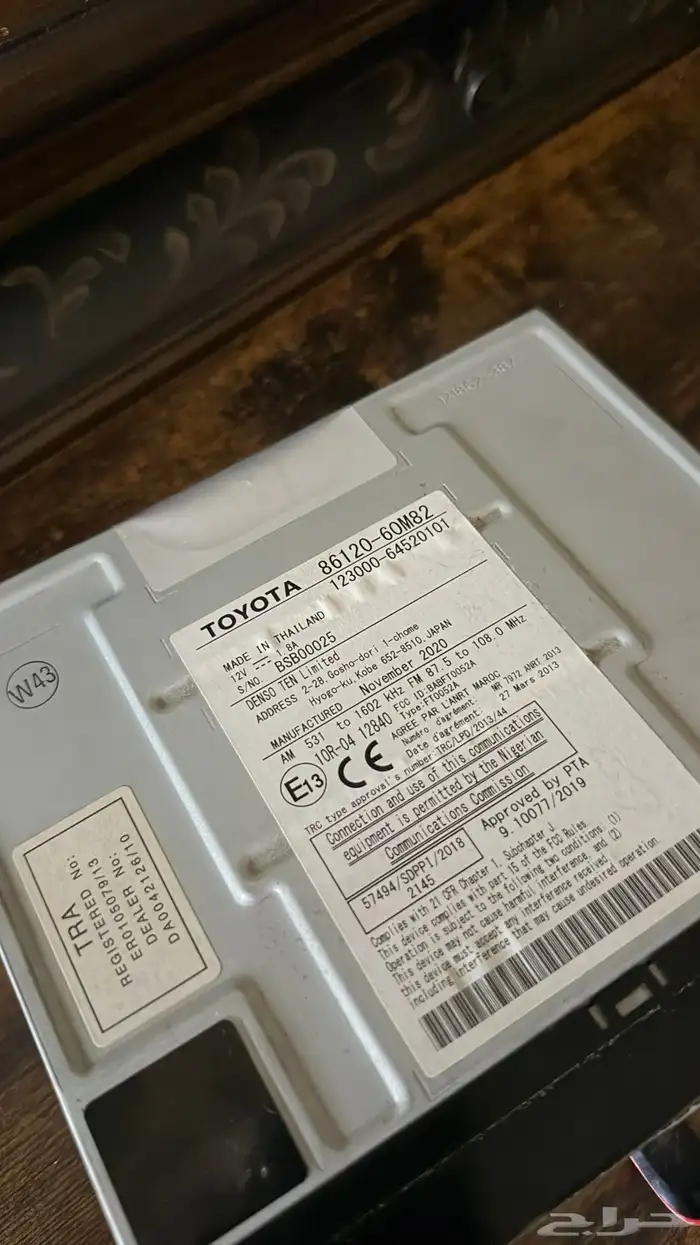 TOYOTA 86120-60M82
123000-64520101
MADE IN THAILAND
12V 1.8A
S/NO. BSB00025
DENSO TEN Limited
ADDRESS 2-28, Gosho-dori 1-chome
Hyogo-ku, Kobe 652-8510, JAPAN
MANUFACTURED November 2020
AM 531 to 1602 kHz FM 87.5 to 108.0 MHz
E13 10R-04 12840 CE
FCC ID:BABFT0052A
Type:FT0052A
AGREE PAR L'ANRT MAROC
Numéro d'agrément: MR 7972 ANRT 2013
Date d'agrément: 27 Mars 2013
TRC type approval's number:TRC/LPD/2013/44
Connection and use of this communications
equipment is permitted by the Nigerian
Communications Commission
57494/SDPPI/2018
2145
Approved by PTA
9.10077/2019
Complies with 21 CFR Chapter 1, Subchapter J.
This device complies with part 15 of the FCC Rules
Operation is subject to the following two conditions: (1)
This device may not cause harmful interference, and (2)
this device must accept any interference received,
including interference that may cause undesired operation.
W43
TRA
REGISTERED No:
ER0105079/13
DEALER No:
DA0042126/10
حراج